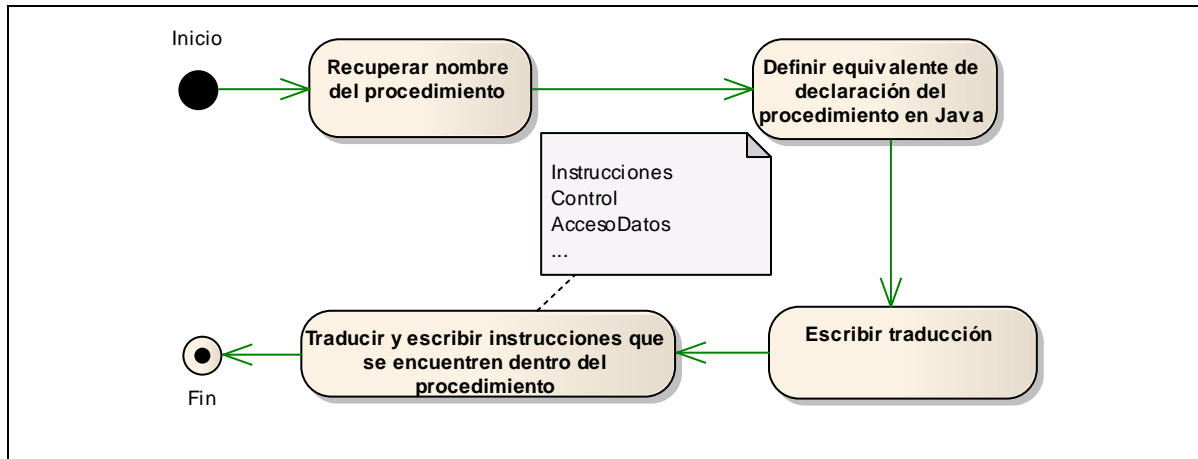 Inicio
Recuperar nombre
del procedimiento
Definir equivalente de
declaración del
procedimiento en Java
Instrucciones
Control
AccesoDatos
...
Escribir traducción
Traducir y escribir instrucciones que
se encuentren dentro del
procedimiento
Fin